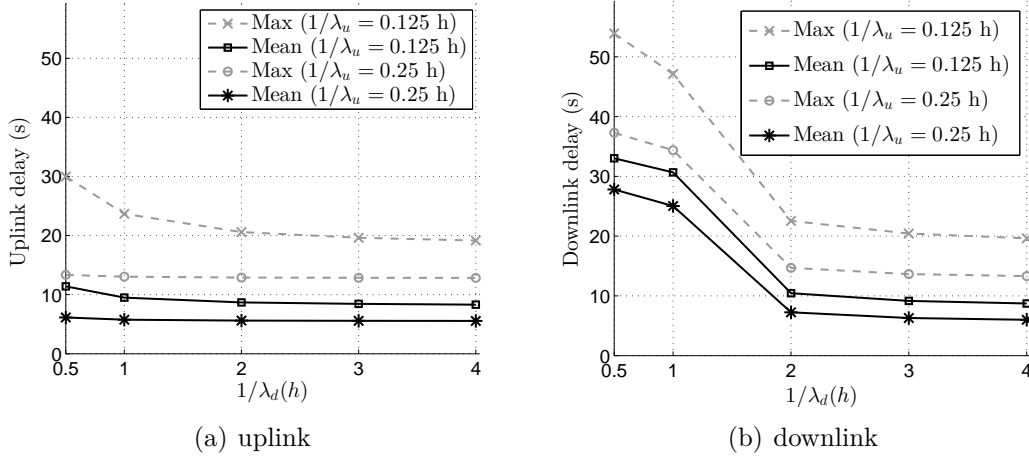 Max (1/λu = 0.125 h)
Mean (1/λu = 0.125 h)
Max (1/λu = 0.25 h)
Mean (1/λu = 0.25 h)
Uplink delay (s)
50
40
30
20
10
0
0.5 1 2 3 4
1/λd(h)
(a) uplink
Max (1/λu = 0.125 h)
Mean (1/λu = 0.125 h)
Max (1/λu = 0.25 h)
Mean (1/λu = 0.25 h)
Downlink delay (s)
50
40
30
20
10
0
0.5 1 2 3 4
1/λd(h)
(b) downlink